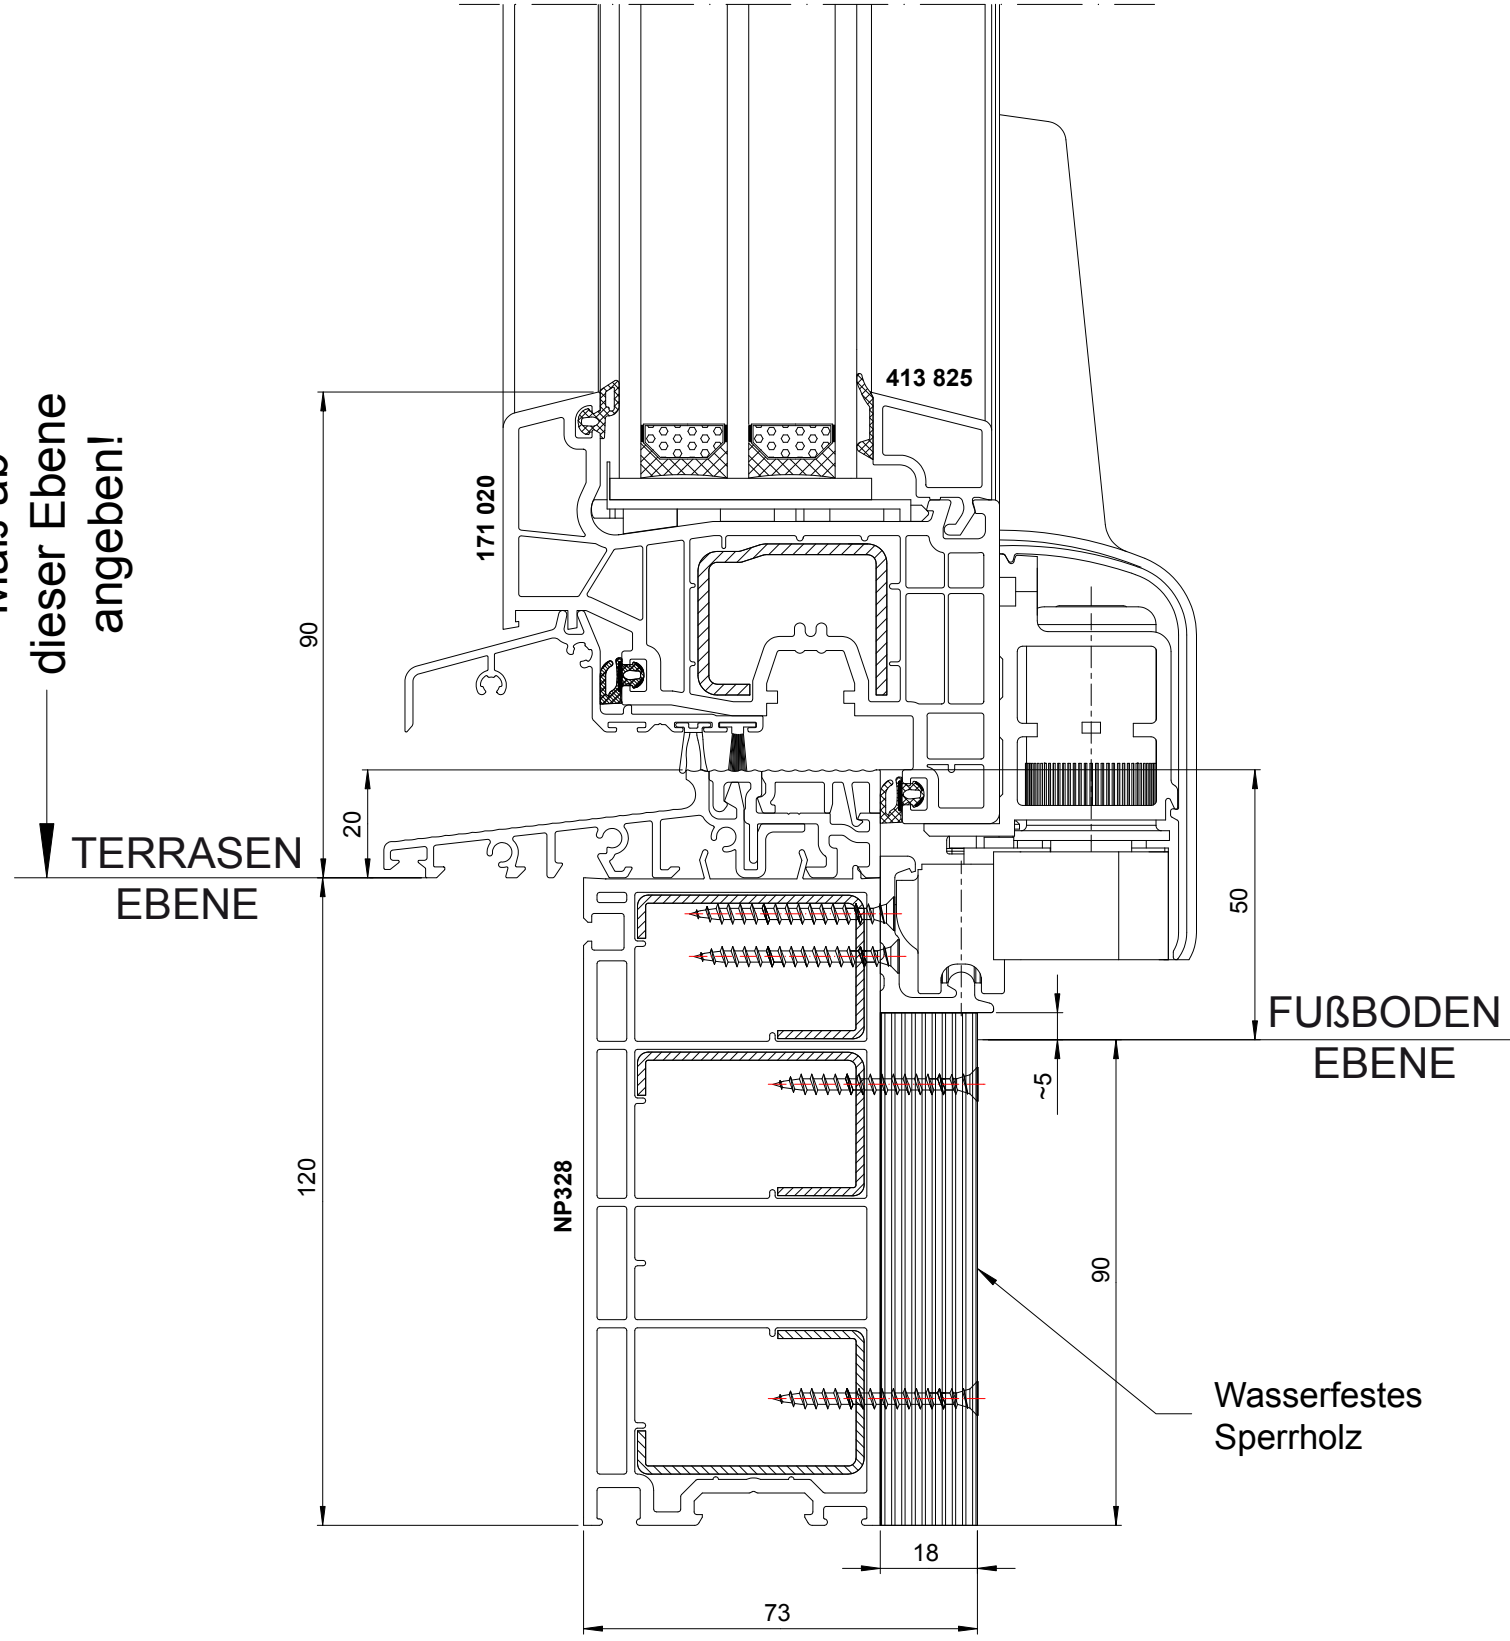 413 825
171 020
dieser Ebene
angeben!
90
20
TERRASEN
EBENE
50
FUßBODEN
EBENE
~5
120
NP328
90
Wasserfestes
Sperrholz
18
73